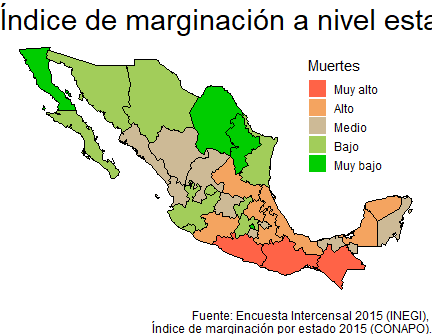 Índice de marginación a nivel esta
Muertes
Muy alto
Alto
Medio
Bajo
Muy bajo
Fuente: Encuesta Intercensal 2015 (INEGI),
Índice de marginación por estado 2015 (CONAPO).